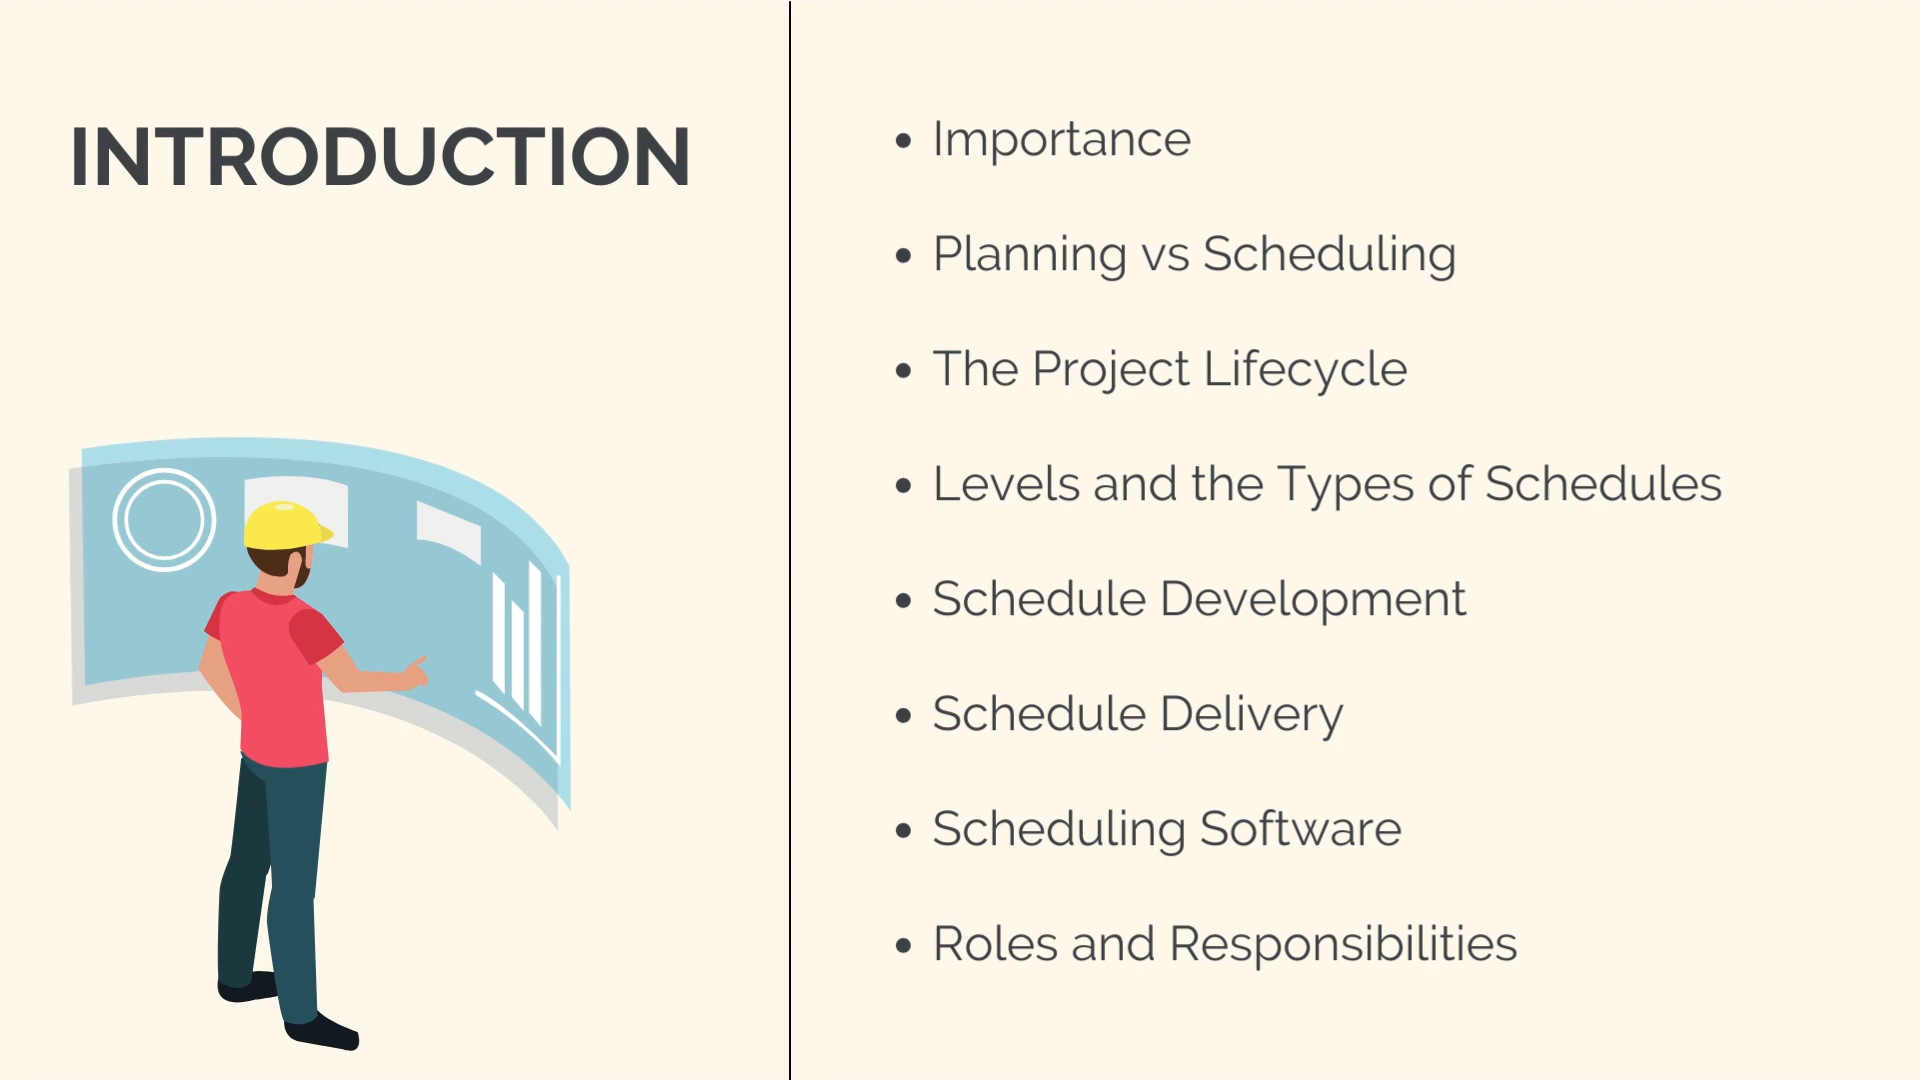 INTRODUCTION
• Importance
• Planning vs Scheduling
• The Project Lifecycle
• Levels and the Types of Schedules
• Schedule Development
• Schedule Delivery
• Scheduling Software
• Roles and Responsibilities